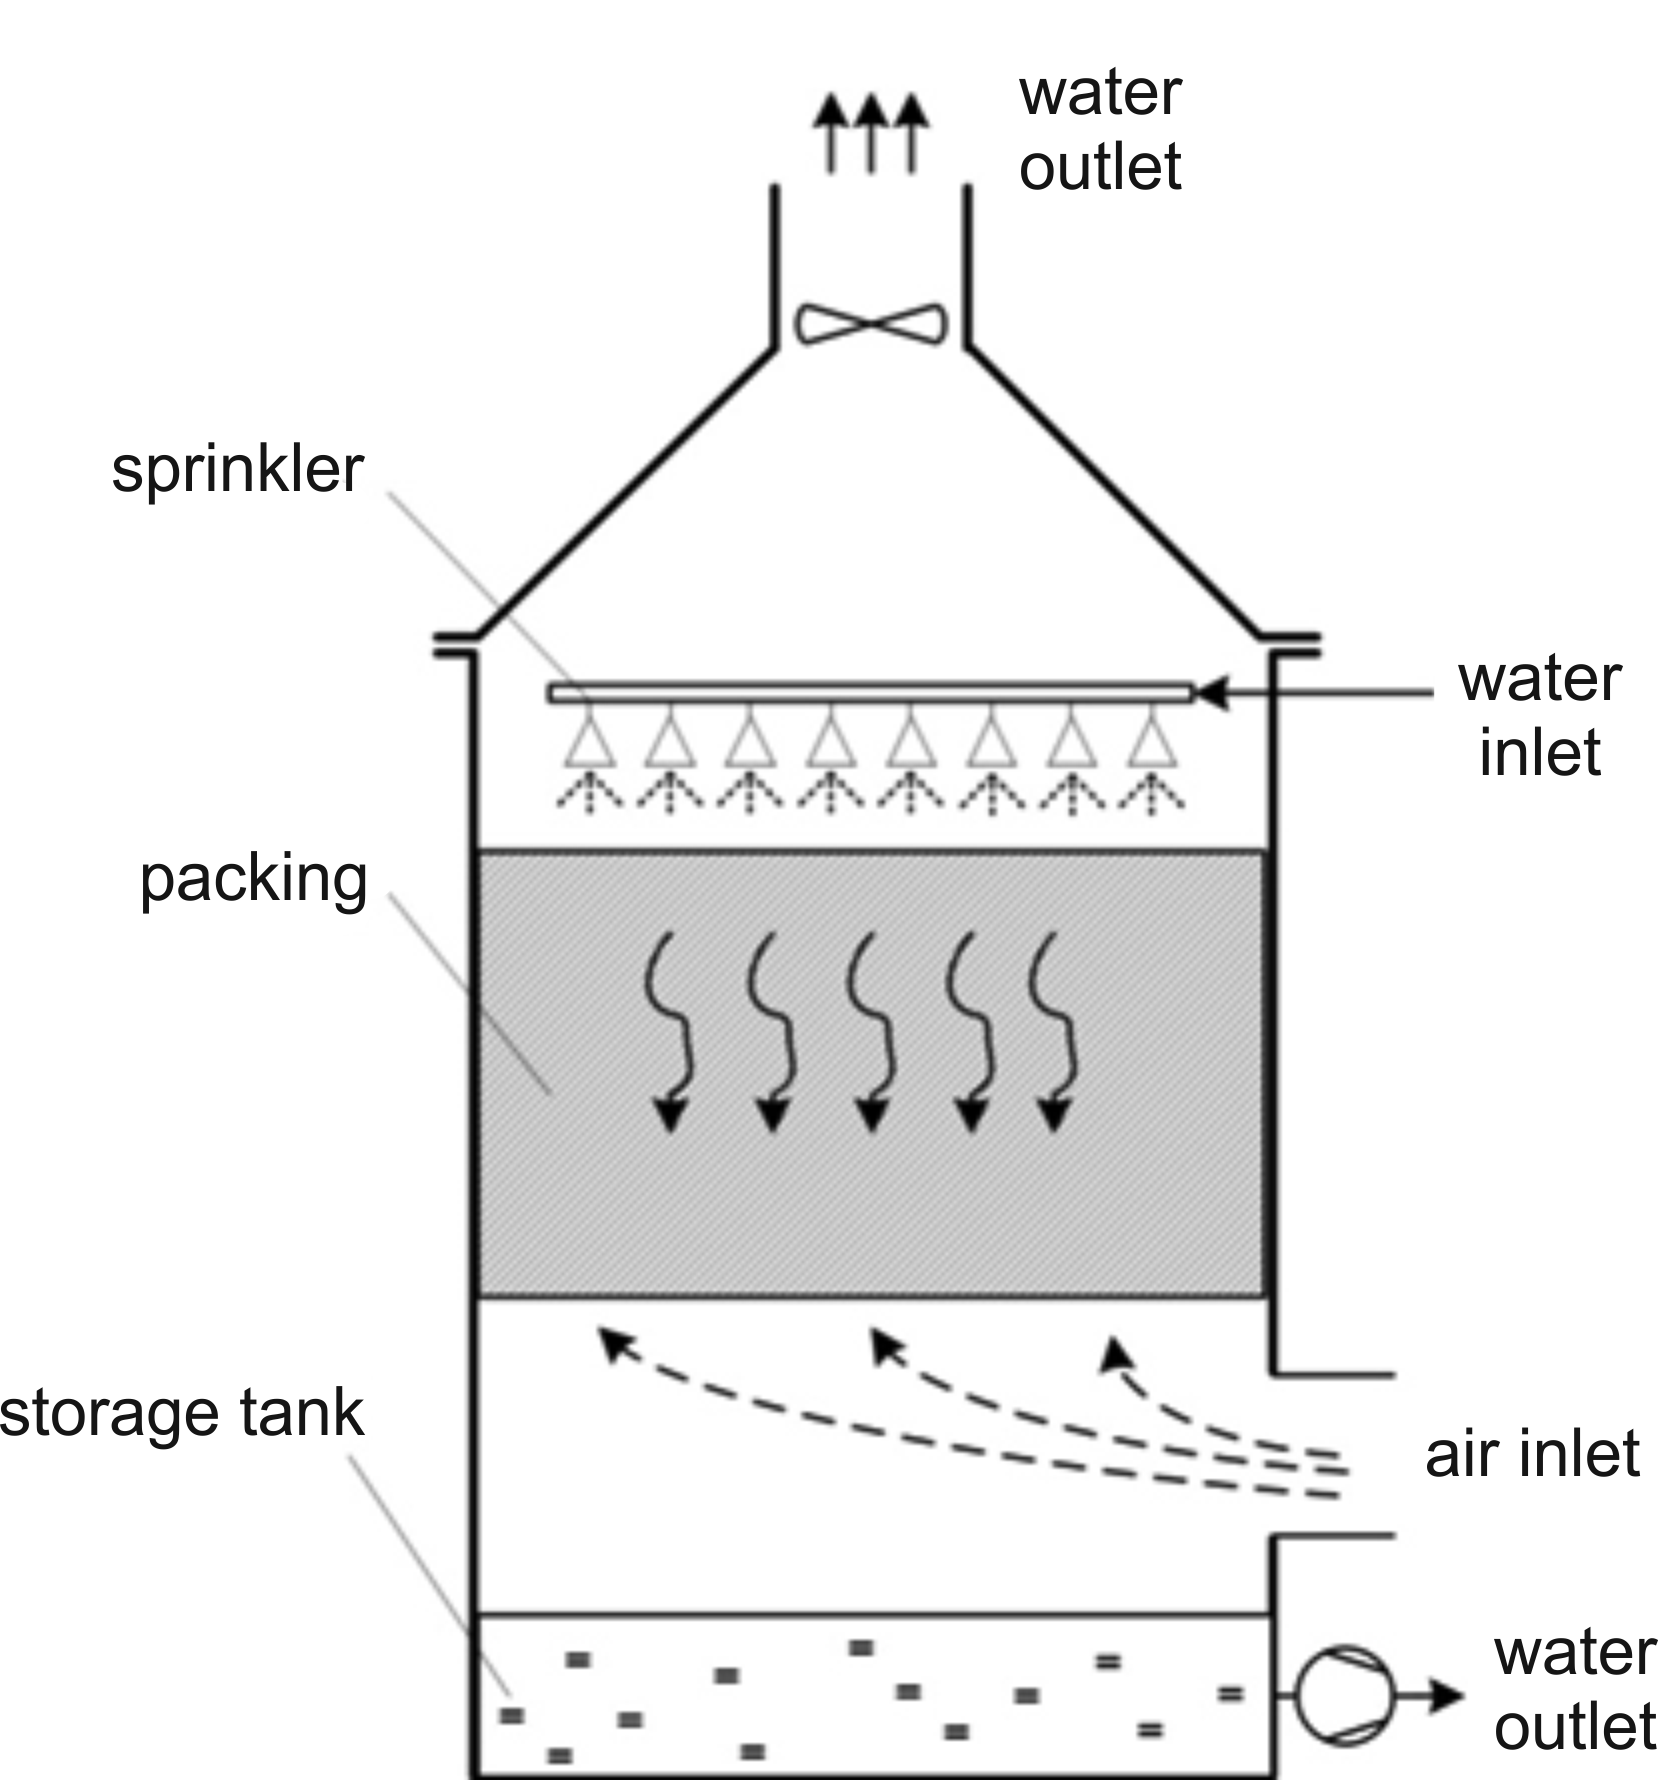 water
outlet
sprinkler
water
inlet
packing
storage tank
air inlet
water
outlet